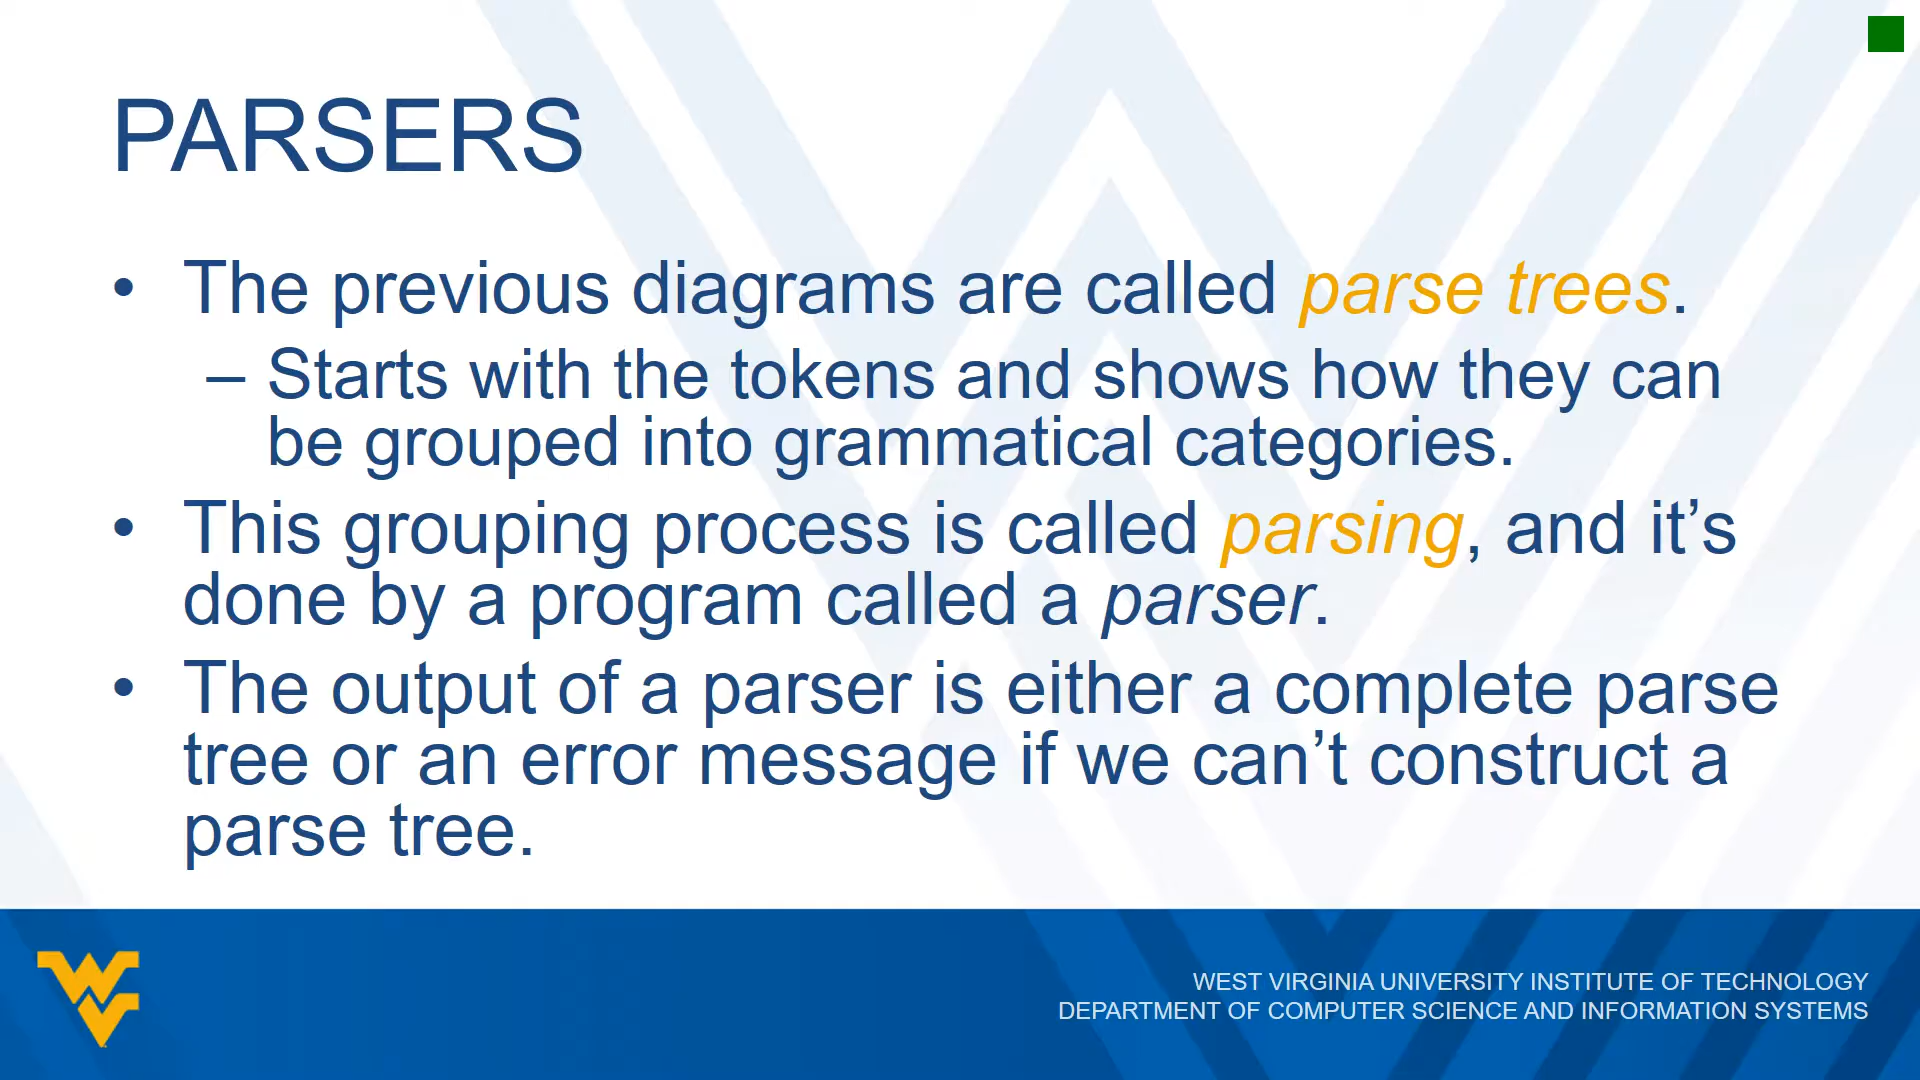 PARSERS
• The previous diagrams are called parse trees.
– Starts with the tokens and shows how they can
be grouped into grammatical categories.
• This grouping process is called parsing, and it’s
done by a program called a parser.
• The output of a parser is either a complete parse
tree or an error message if we can’t construct a
parse tree.
WEST VIRGINIA UNIVERSITY INSTITUTE OF TECHNOLOGY
DEPARTMENT OF COMPUTER SCIENCE AND INFORMATION SYSTEMS